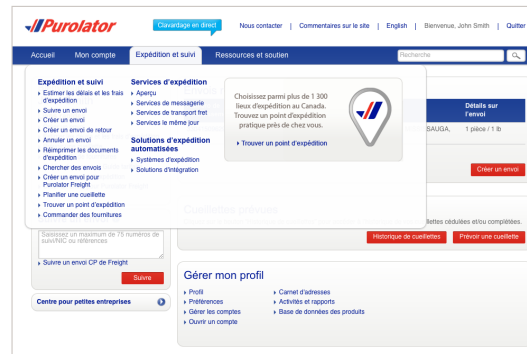 Purolator
Clavardage en direct
Nous contacter | Commentaires sur le site | English | Bienvenue, John Smith | Quitter
Accueil Mon compte Expédition et suivi Ressources et soutien Recherche
Expédition et suivi
Estimer les délais et les frais
d'expédition
Suivre un envoi
Créer un envoi
Créer un envoi de retour
Annuler un envoi
Réimprimer les documents
d'expédition
Chercher des envois
Créer un envoi pour
Purolator Freight
Planifier une cueillette
Trouver un point d'expédition
Commander des fournitures
Services d'expédition
Aperçu
Services de messagerie
Services de transport fret
Services le même jour
Solutions d'expédition
automatisées
Systèmes d'expédition
Solutions d'intégration
Choisissez parmi plus de 1 300
lieux d'expédition au Canada.
Trouvez un point d'expédition
pratique près de chez vous.
Trouver un point d'expédition
Détails sur
l'envoi
SAUGA, 1 pièce / 1 lb
Créer un envoi
Cueillettes prévues
illettes cédulées et/ou complétées.
Historique de cueillettes Prévoir une cueillette
Saisissez un maximum de 75 numéros de
suivi/NIC ou références
Suivre un envoi CP de Freight
Suivre
Centre pour petites entreprises
Gérer mon profil
Profil
Préférences
Gérer les comptes
Ouvrir un compte
Carnet d'adresses
Activités et rapports
Base de données des produits